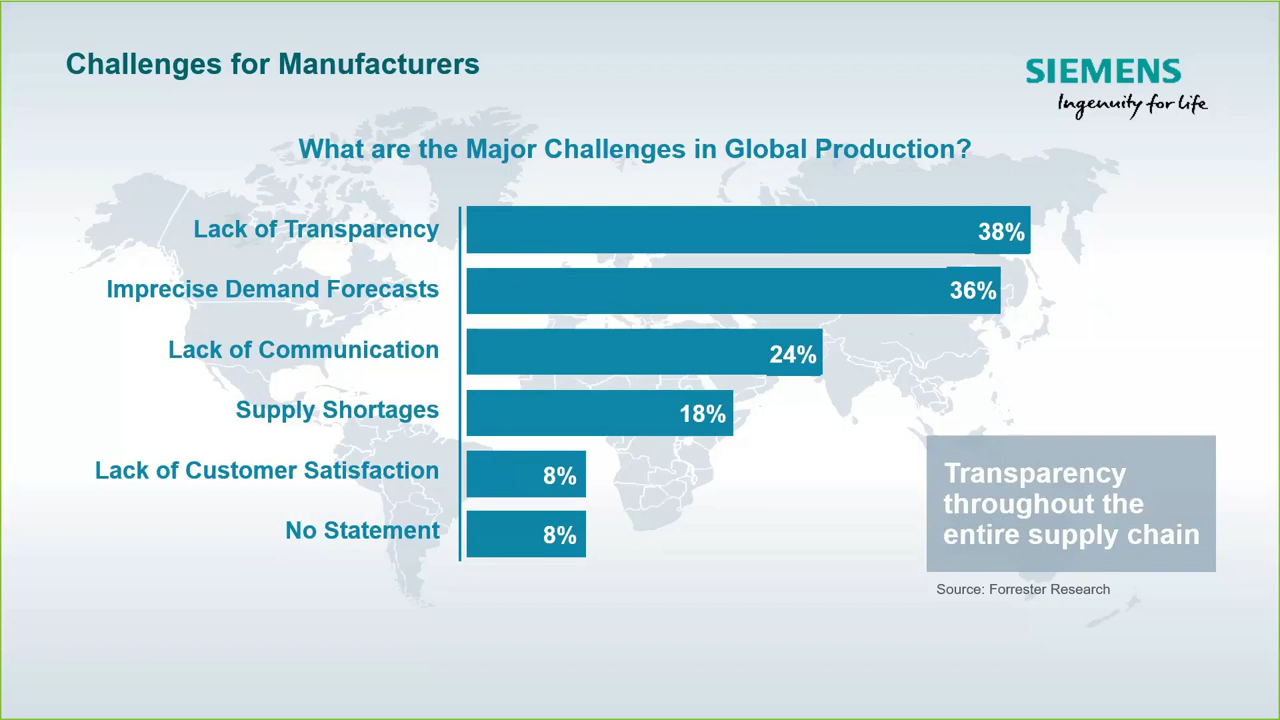 Challenges for Manufacturers
SIEMENS
Ingenuity for life
What are the Major Challenges in Global Production?
Lack of Transparency
38%
Imprecise Demand Forecasts
36%
Lack of Communication
24%
Supply Shortages
18%
Lack of Customer Satisfaction
8%
No Statement
8%
Transparency
throughout the
entire supply chain
Source: Forrester Research